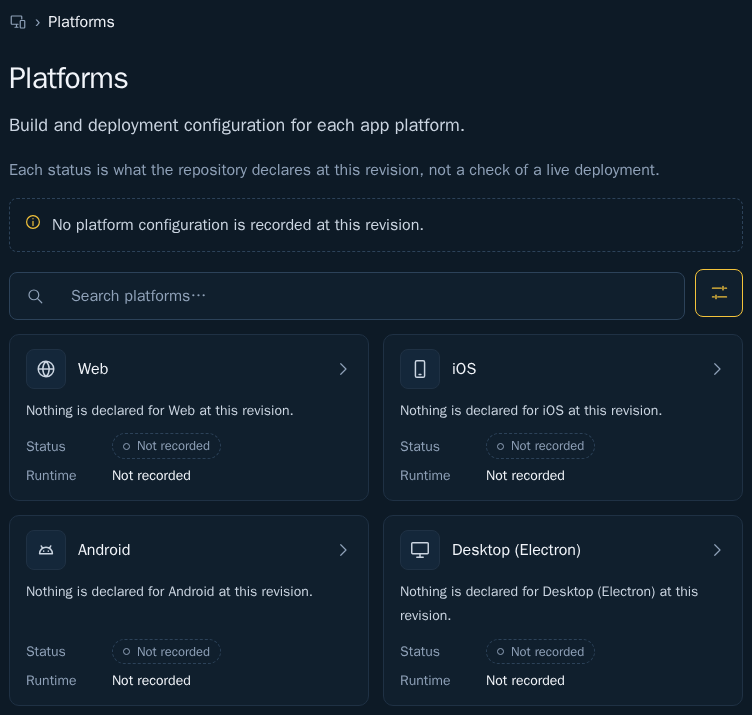 › Platforms
Platforms
Build and deployment configuration for each app platform.
Each status is what the repository declares at this revision, not a check of a live deployment.
No platform configuration is recorded at this revision.
Search platforms…
Web
Nothing is declared for Web at this revision.
Status Not recorded
Runtime Not recorded
iOS
Nothing is declared for iOS at this revision.
Status Not recorded
Runtime Not recorded
Android
Nothing is declared for Android at this revision.
Status Not recorded
Runtime Not recorded
Desktop (Electron)
Nothing is declared for Desktop (Electron) at this
revision.
Status Not recorded
Runtime Not recorded